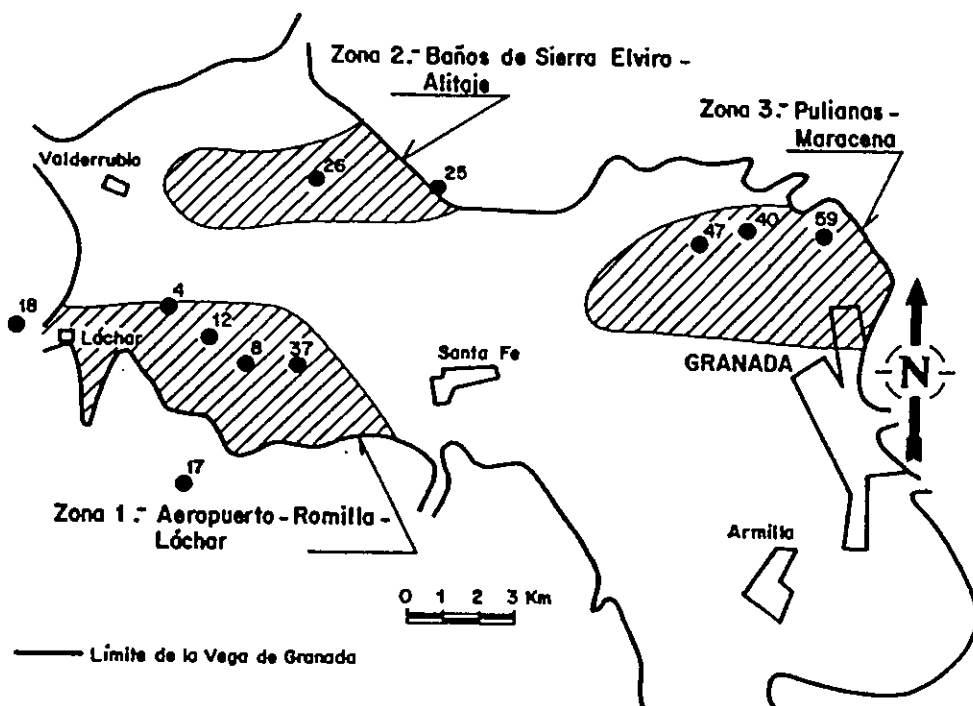 Zona 2.- Baños de Sierra Elvira -
Alitaje
Zona 3.- Pulianas -
Maracena
Valderrubio
26
25
47
40
59
4
18
12
Láchar
8
37
Santa Fe
GRANADA
N
17
Zona 1.- Aeropuerto - Romilla -
Láchar
Armilla
0 1 2 3 Km
Límite de la Vega de Granada